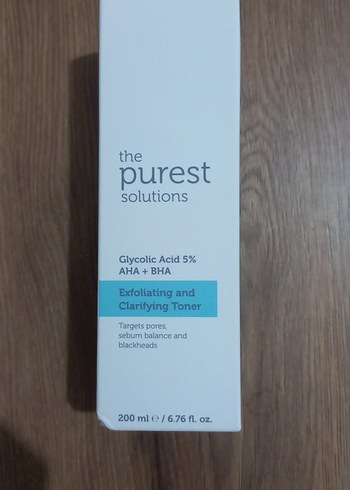 the
purest
solutions
Glycolic Acid 5%
AHA + BHA
Exfoliating and
Clarifying Toner
Targets pores,
sebum balance and
blackheads
200 ml ℮ / 6.76 fl. oz.